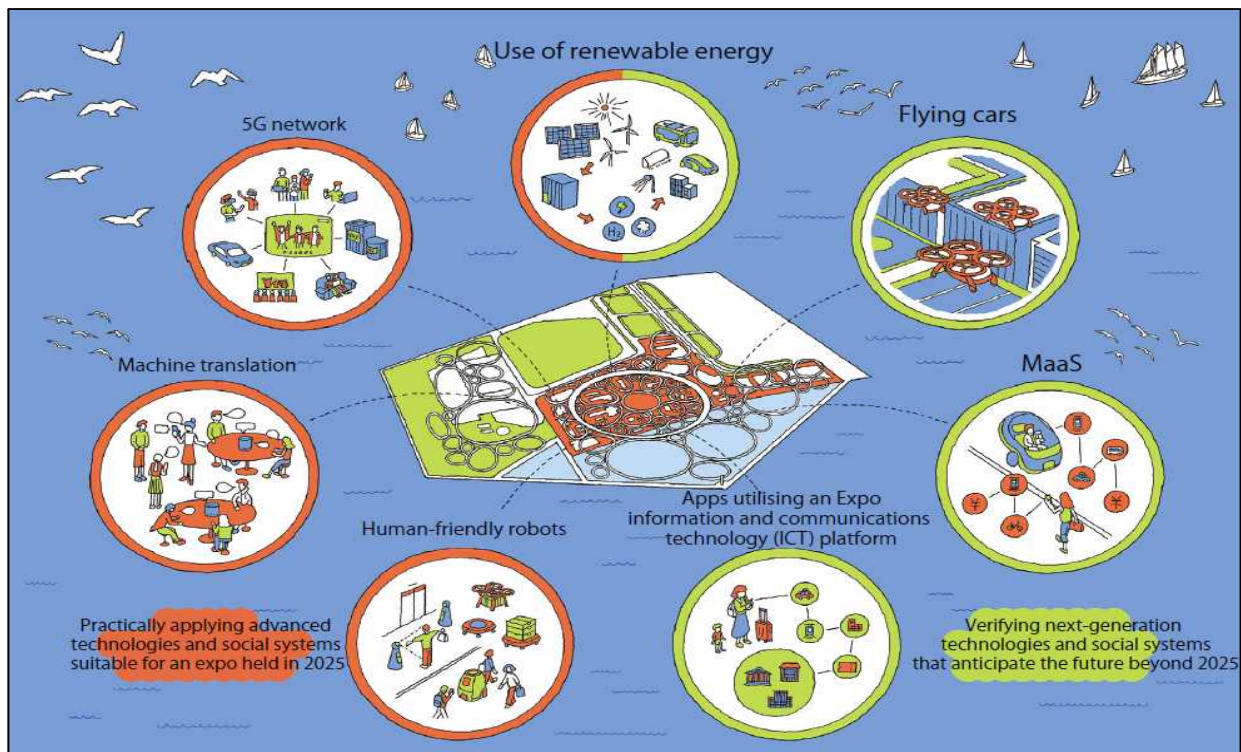 Use of renewable energy
5G network
Flying cars
Machine translation
MaaS
Human-friendly robots
Apps utilising an Expo
information and communications
technology (ICT) platform
Practically applying advanced
technologies and social systems
suitable for an expo held in 2025
Verifying next-generation
technologies and social systems
that anticipate the future beyond 2025
H₂
¥
¥